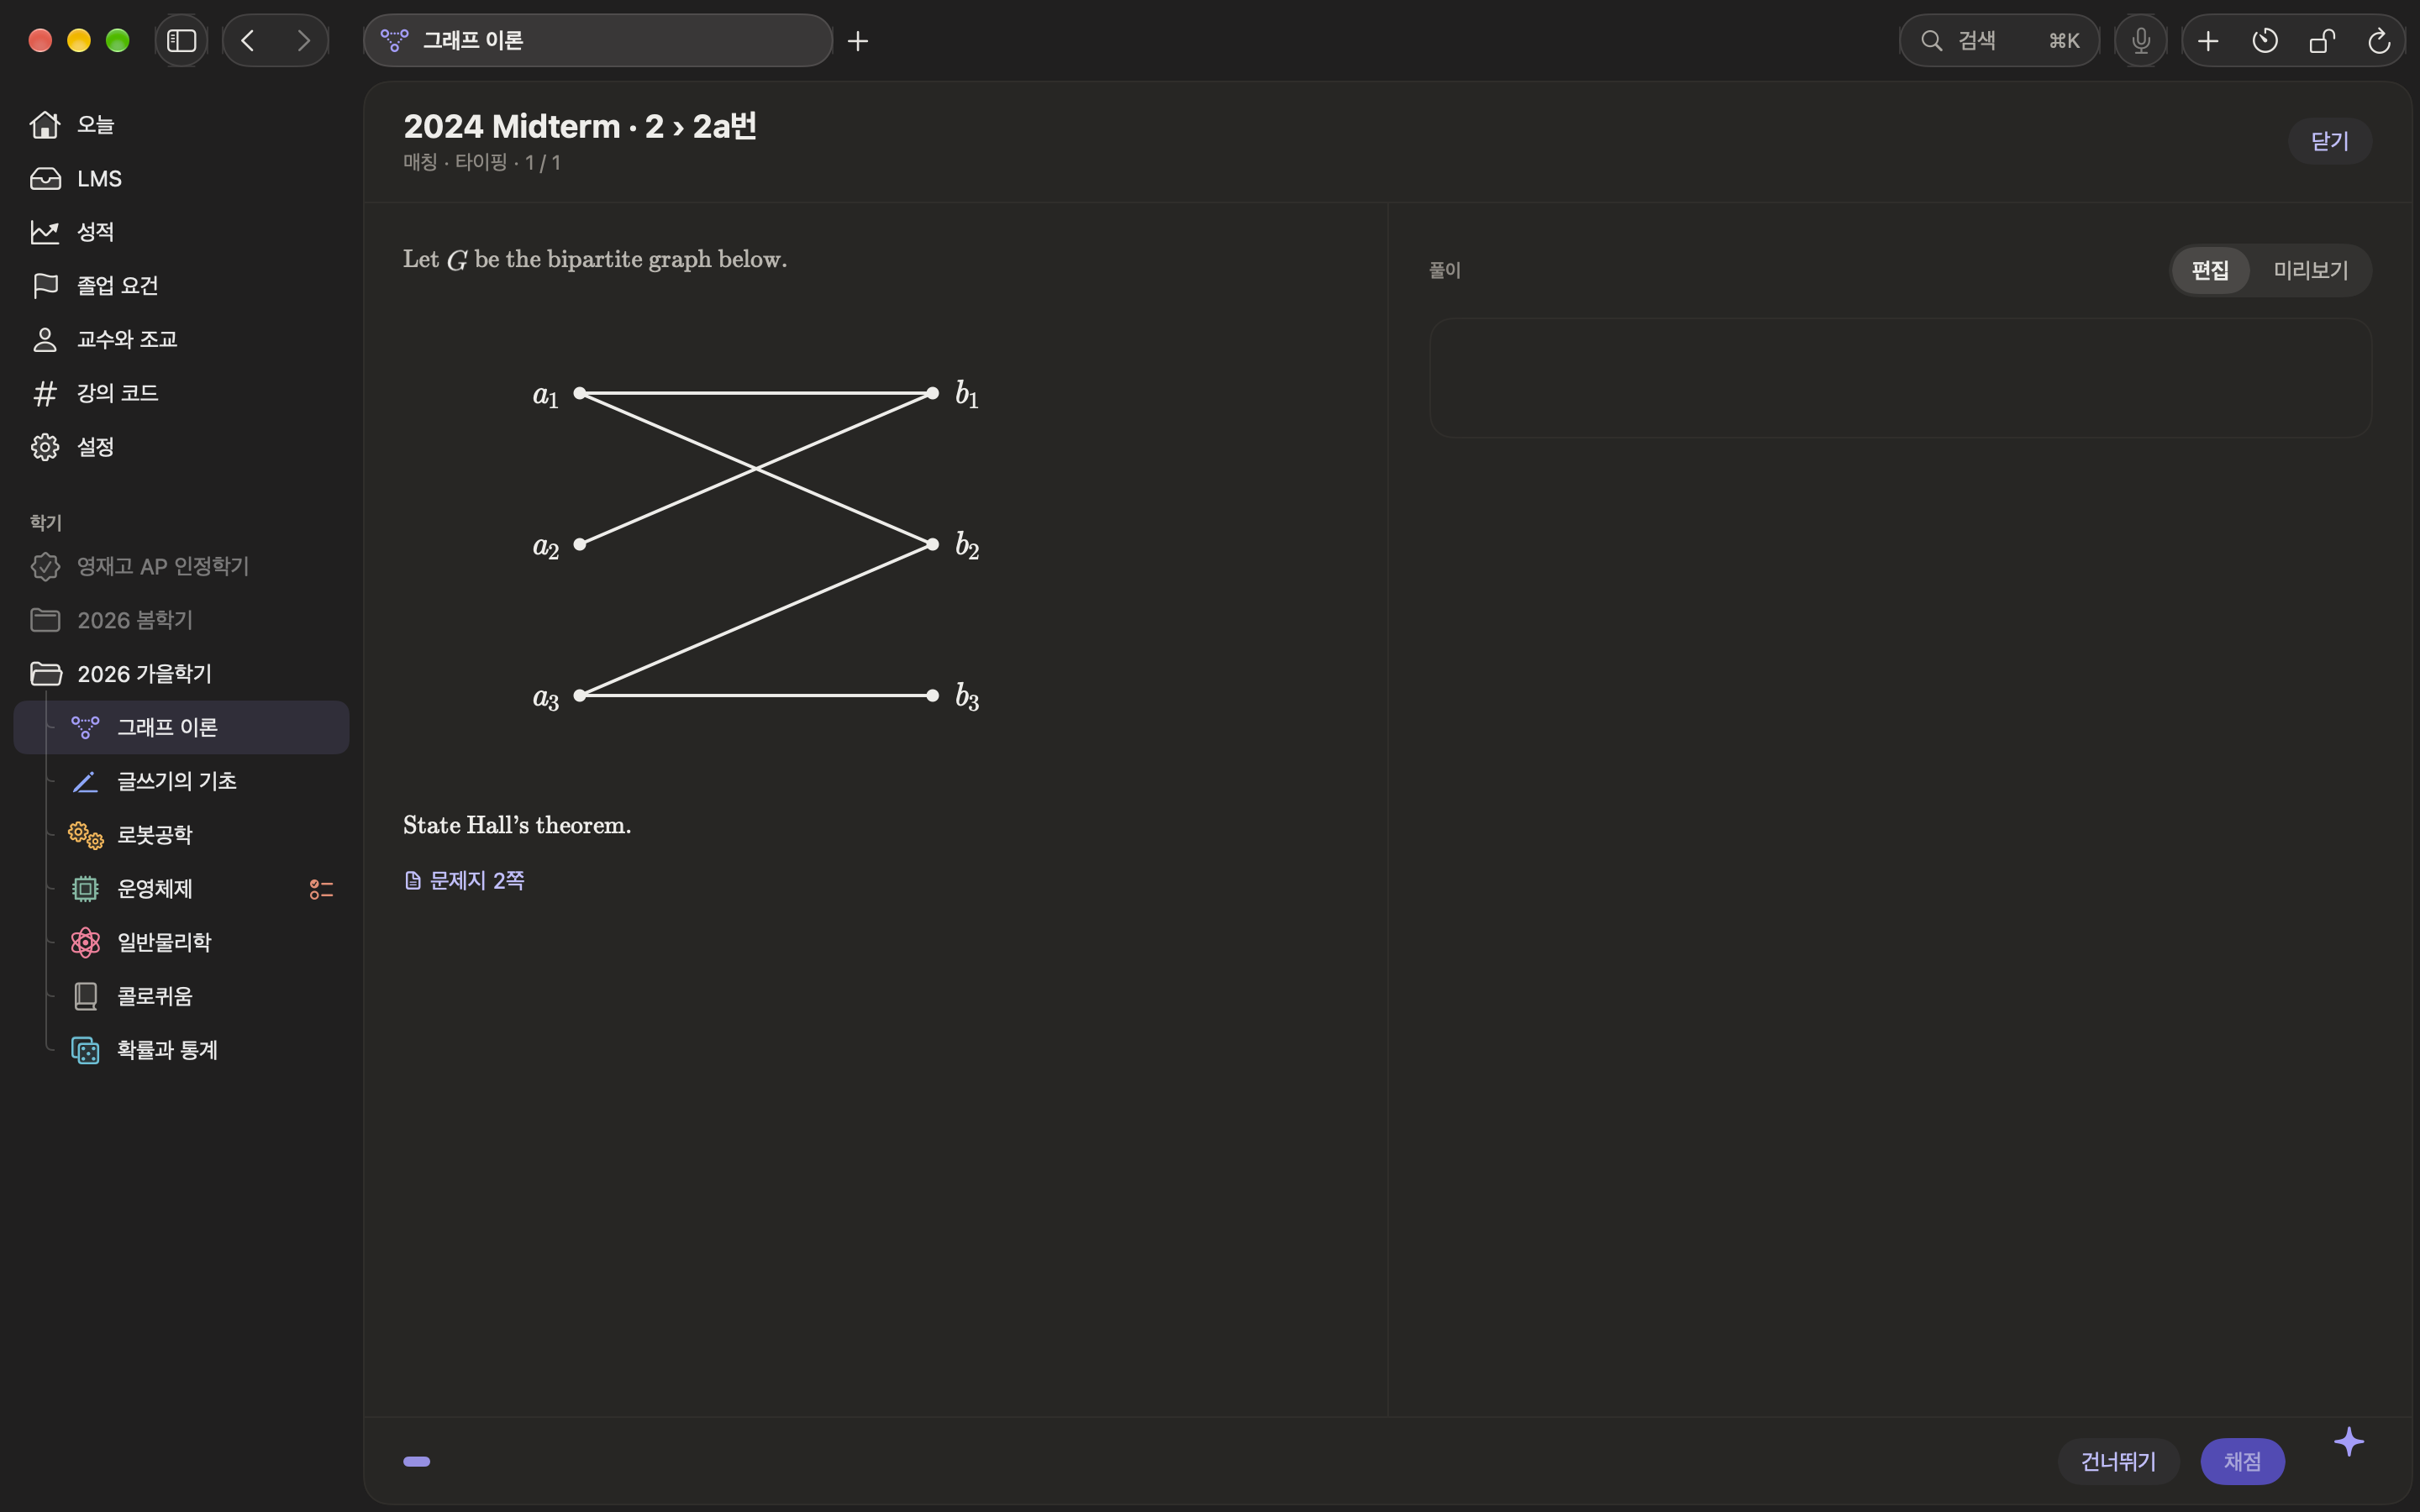 그래프 이론
검색 ⌘K
오늘
LMS
성적
졸업 요건
교수와 조교
강의 코드
설정
학기
영재고 AP 인정학기
2026 봄학기
2026 가을학기
그래프 이론
글쓰기의 기초
로봇공학
운영체제
일반물리학
콜로퀴움
확률과 통계
2024 Midterm · 2 › 2a번
매칭 · 타이핑 · 1 / 1
닫기
Let G be the bipartite graph below.
a₁ b₁
a₂ b₂
a₃ b₃
State Hall’s theorem.
문제지 2쪽
풀이
편집 미리보기
건너뛰기 채점